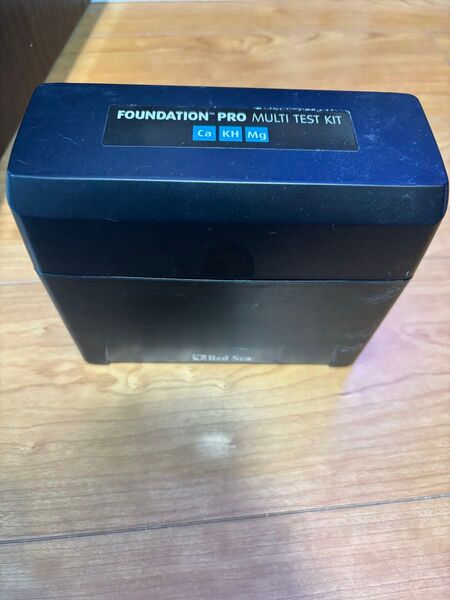 FOUNDATION™ PRO MULTI TEST KIT
Ca KH Mg
Red Sea